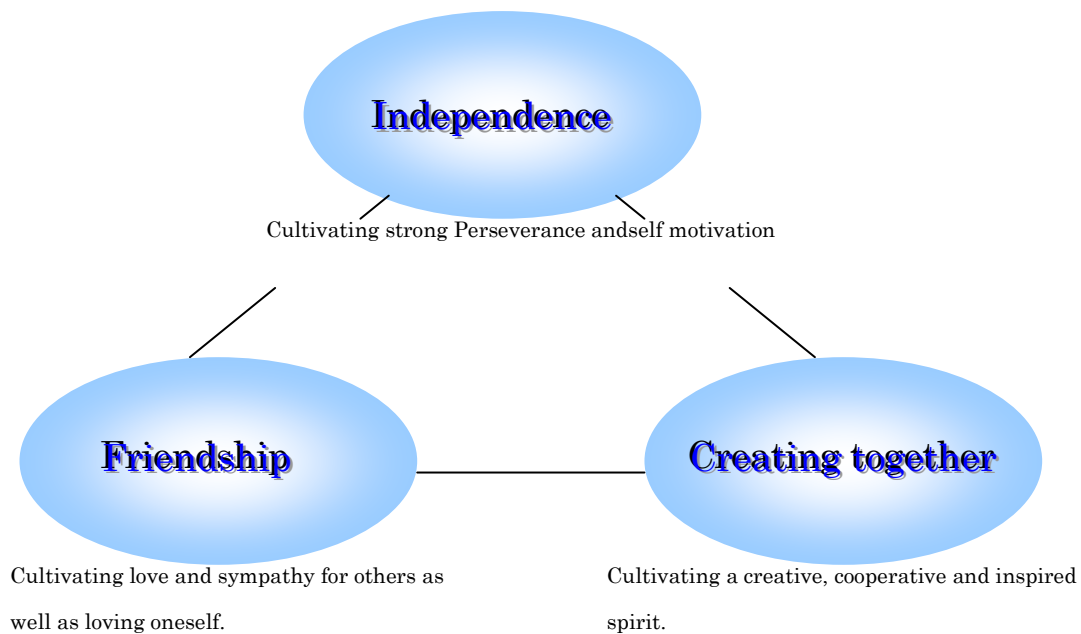 Independence
Cultivating strong Perseverance andself motivation
Friendship
Creating together
Cultivating love and sympathy for others as
well as loving oneself.
Cultivating a creative, cooperative and inspired
spirit.